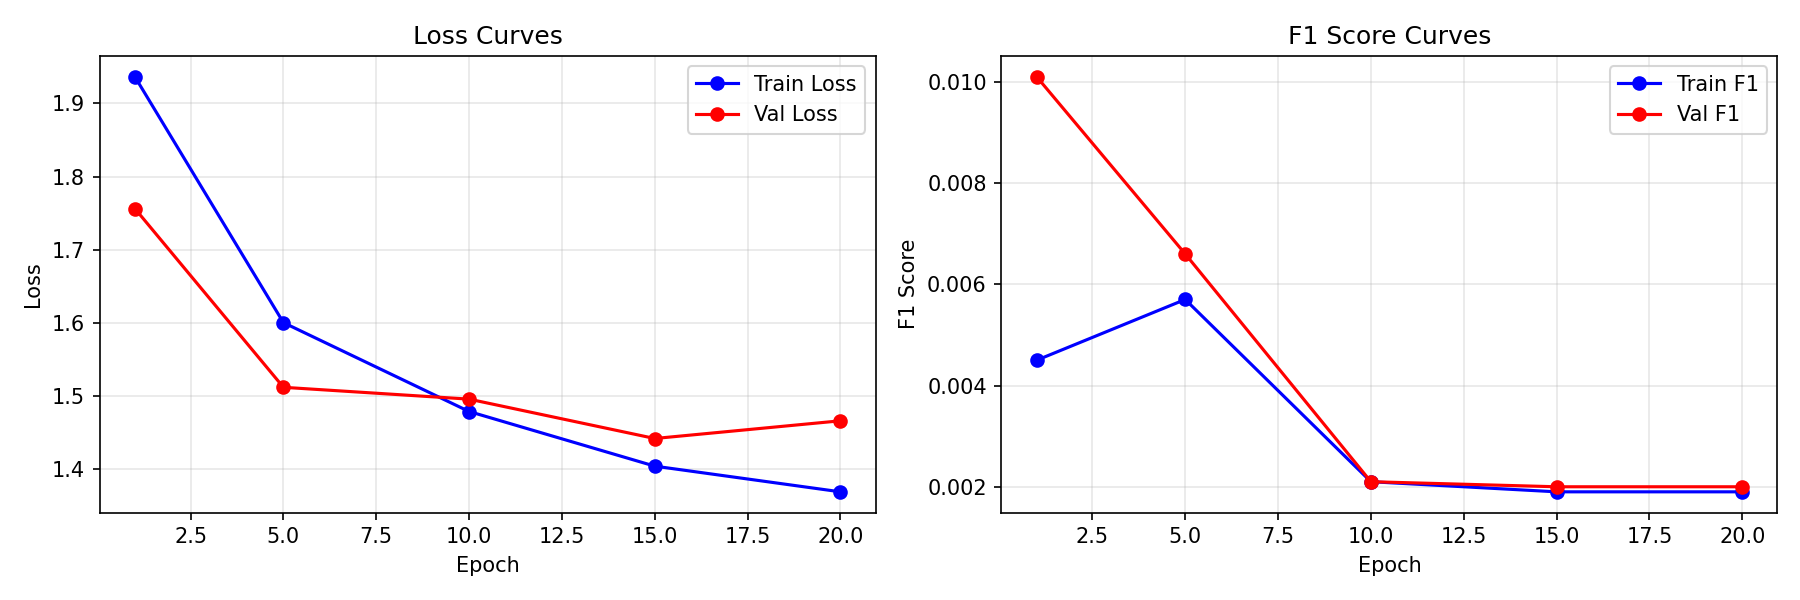 Loss Curves
Train Loss
Val Loss
1.9
1.8
1.7
1.6
1.5
1.4
Loss
2.5 5.0 7.5 10.0 12.5 15.0 17.5 20.0
Epoch
F1 Score Curves
Train F1
Val F1
0.010
0.008
0.006
0.004
0.002
F1 Score
2.5 5.0 7.5 10.0 12.5 15.0 17.5 20.0
Epoch